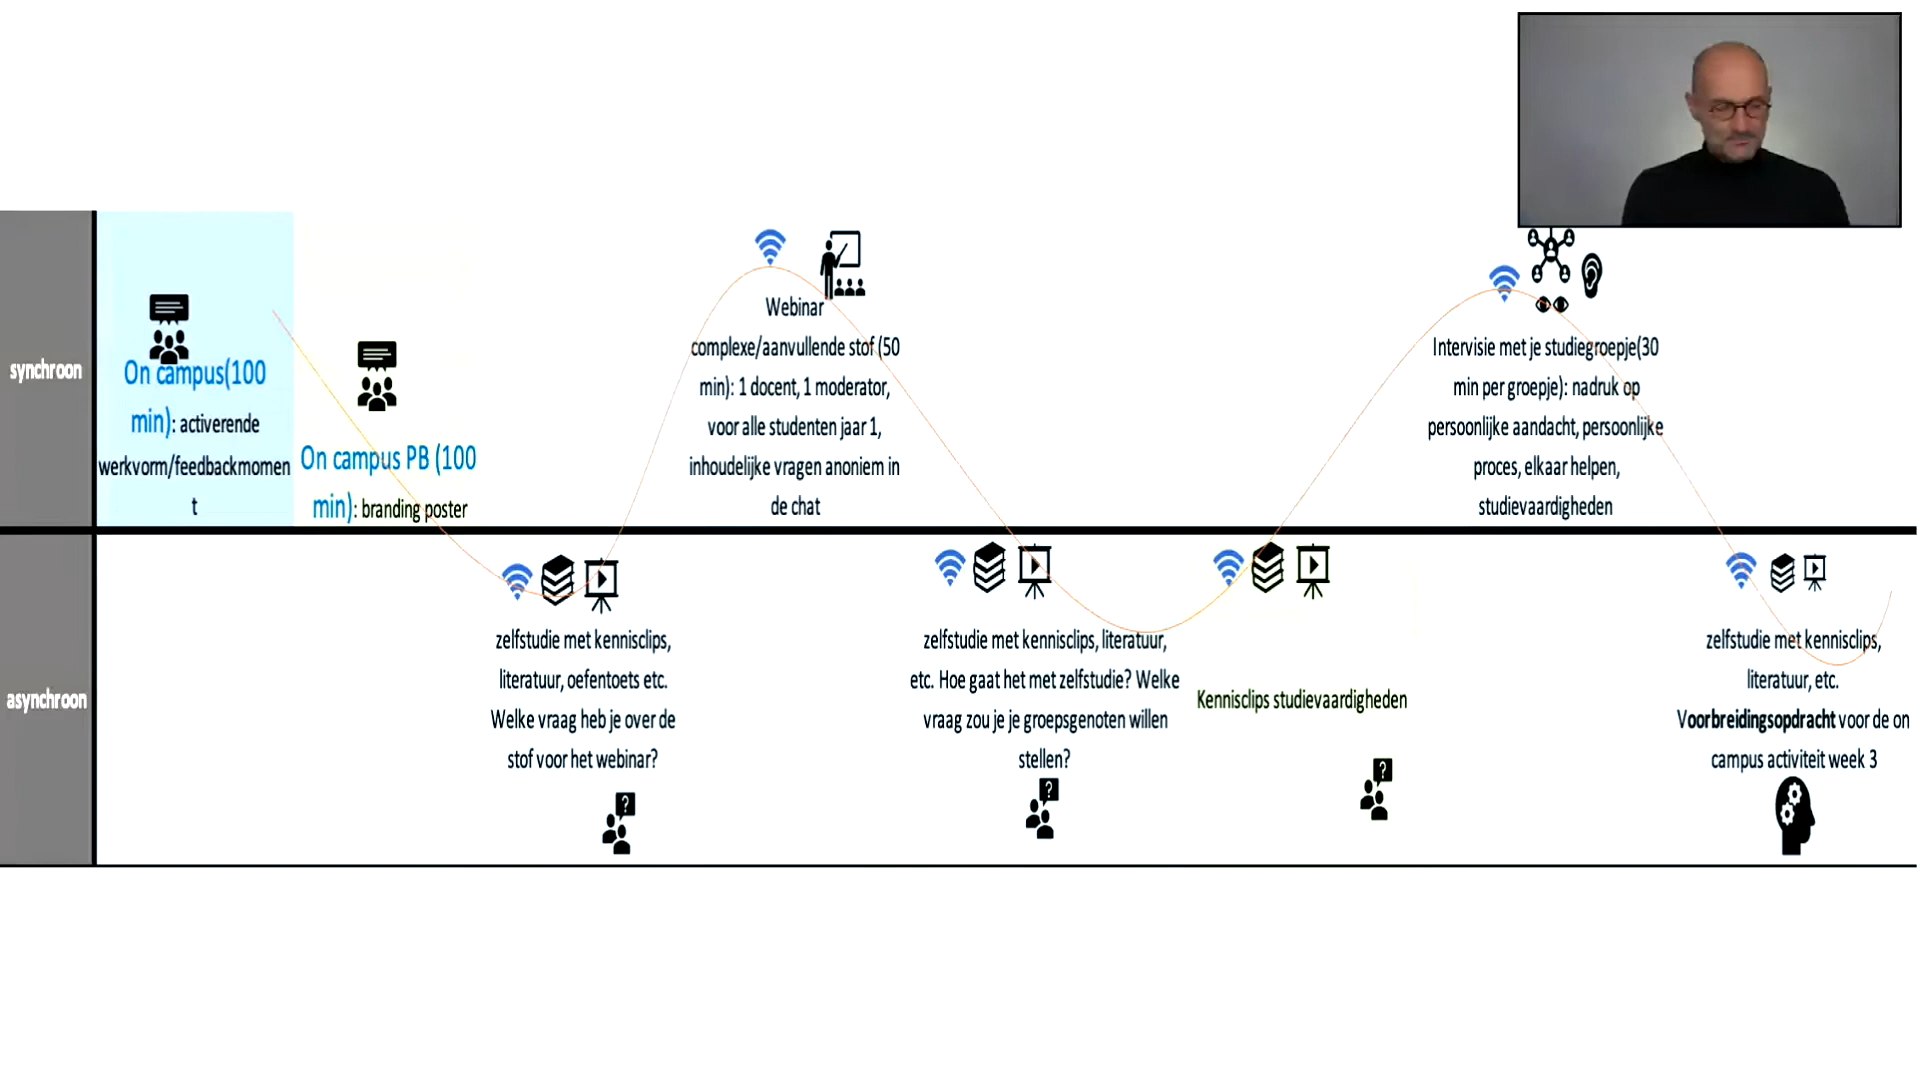 synchroon
On campus(100
min): activerende
werkvorm/feedbackmomen
t
On campus PB (100
min): branding poster
Webinar
complexe/aanvullende stof (50
min): 1 docent, 1 moderator,
voor alle studenten jaar 1,
inhoudelijke vragen anoniem in
de chat
Intervisie met je studiegroepje(30
min per groepje): nadruk op
persoonlijke aandacht, persoonlijke
proces, elkaar helpen,
studievaardigheden
asynchroon
zelfstudie met kennisclips,
literatuur, oefentoets etc.
Welke vraag heb je over de
stof voor het webinar?
?
zelfstudie met kennisclips, literatuur,
etc. Hoe gaat het met zelfstudie? Welke
vraag zou je je groepsgenoten willen
stellen?
?
Kennisclips studievaardigheden
?
zelfstudie met kennisclips,
literatuur, etc.
Voorbreidingsopdracht voor de on
campus activiteit week 3